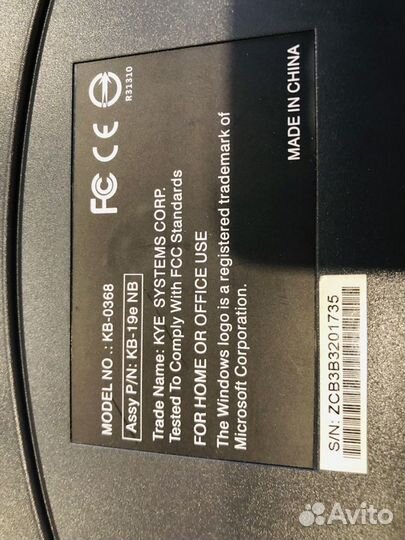 MODEL NO.: KB-0368
Assy P/N: KB-19e NB
Trade Name: KYE SYSTEMS CORP.
Tested To Comply With FCC Standards
FOR HOME OR OFFICE USE
The Windows logo is a registered trademark of
Microsoft Corporation.
FC CE
R31310
MADE IN CHINA
S/N: ZCB3B3201735
Avito